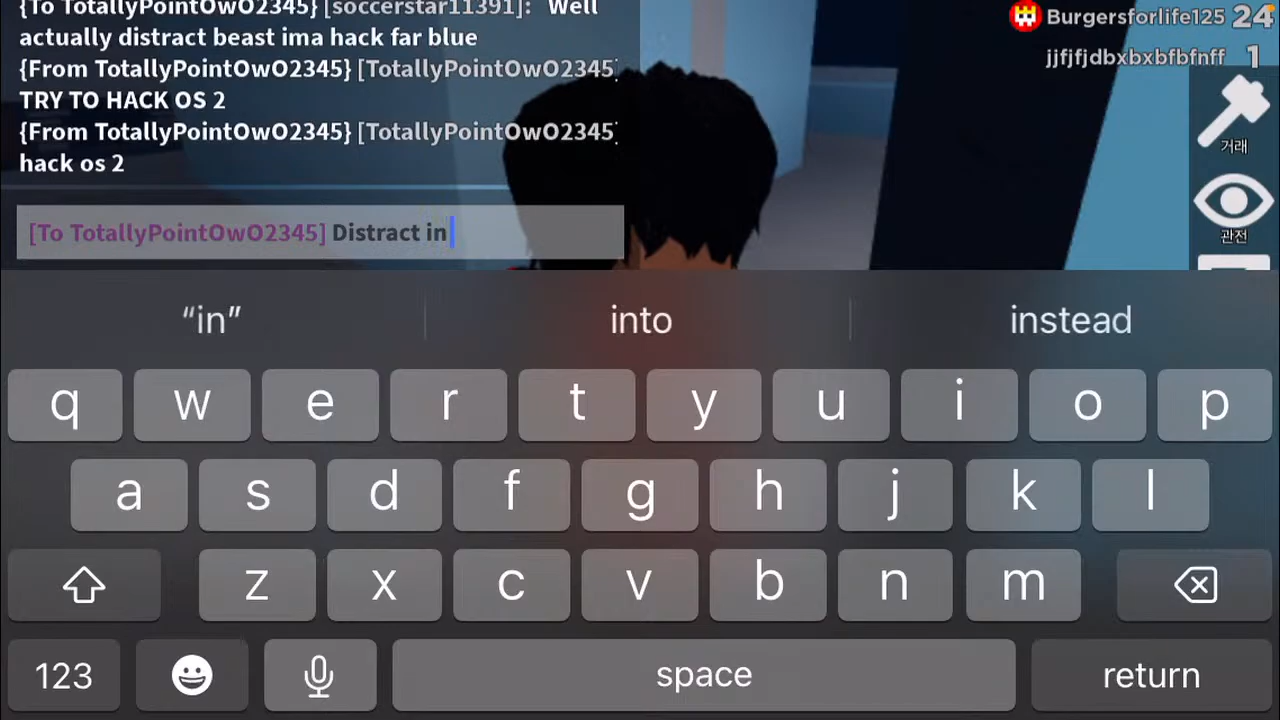 {To TotallyPointOwO2345} [soccerstar11391]: Well
actually distract beast ima hack far blue
{From TotallyPointOwO2345} [TotallyPointOwO2345]
TRY TO HACK OS 2
{From TotallyPointOwO2345} [TotallyPointOwO2345]
hack os 2
[To TotallyPointOwO2345] Distract in
Burgersforlife125 24
jjfjfjdbxbxbfbfnff 1
거래
관전
“in” into instead
q w e r t y u i o p
a s d f g h j k l
z x c v b n m
123 space return